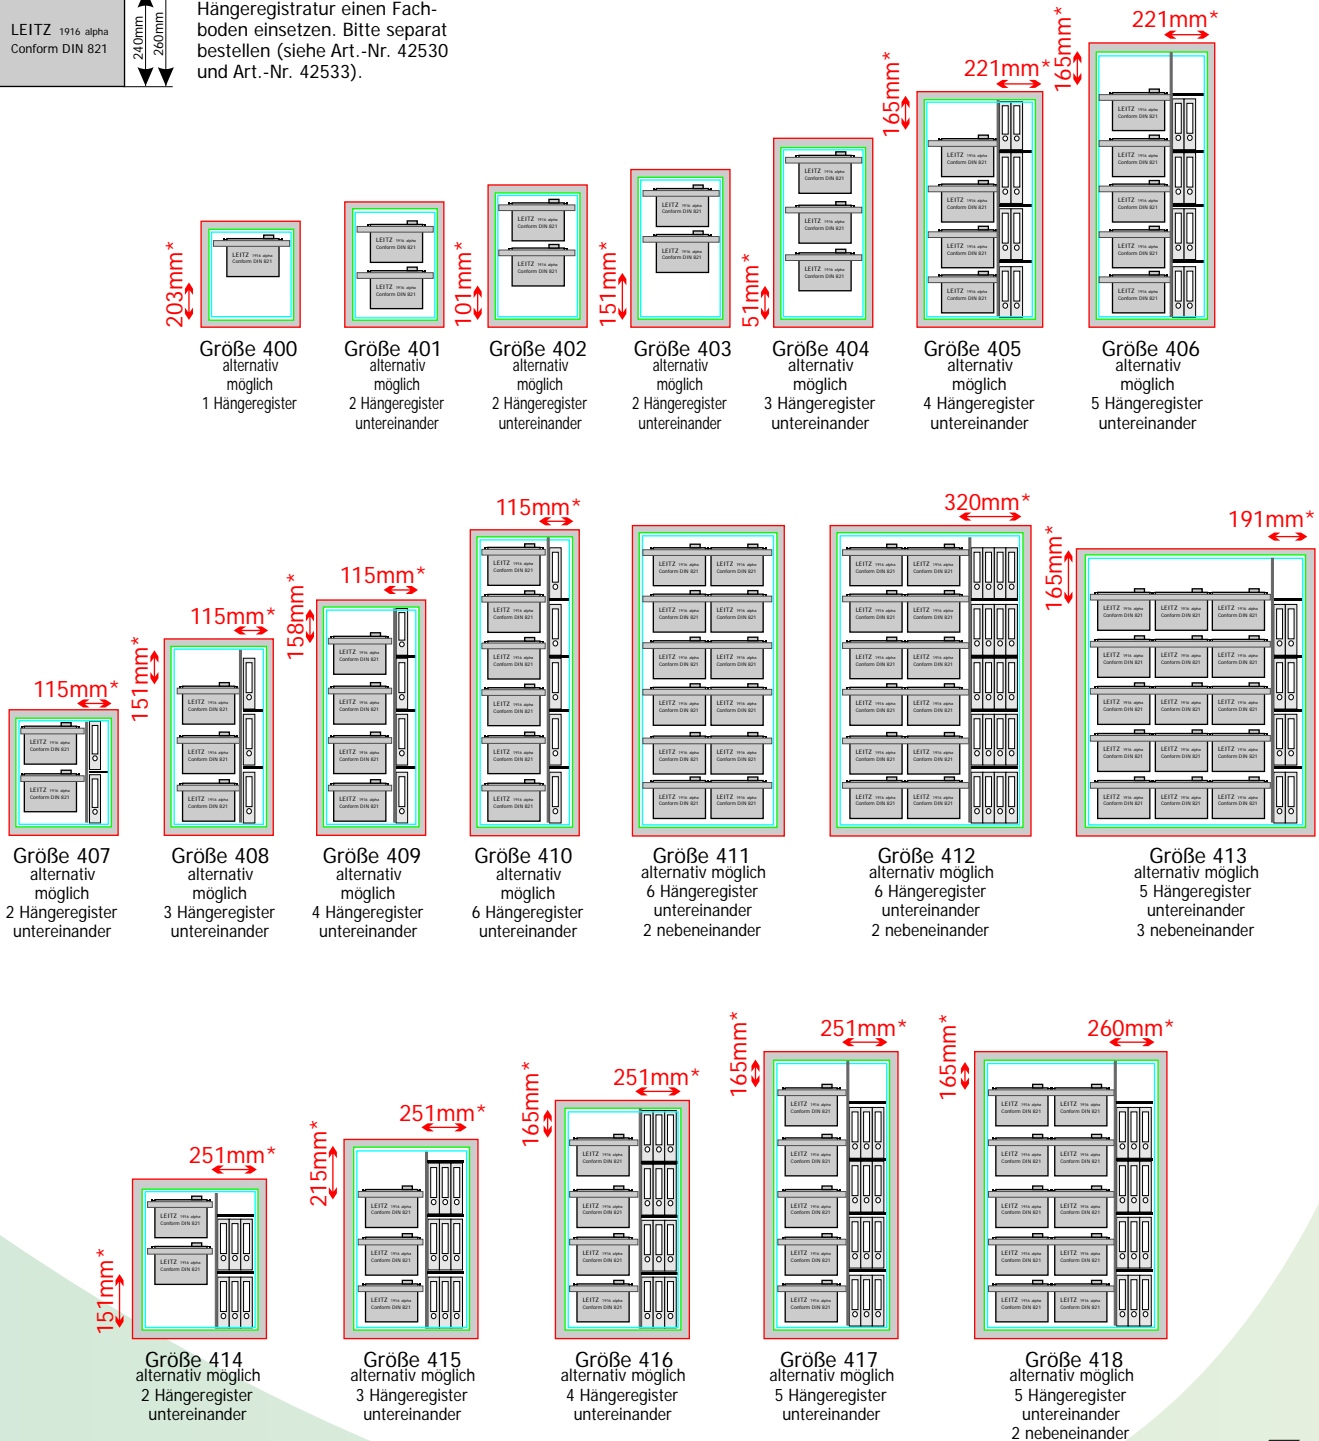 LEITZ 1916 alpha
Conform DIN 821
240mm
260mm
Hängeregistratur einen Fach-
boden einsetzen. Bitte separat
bestellen (siehe Art.-Nr. 42530
und Art.-Nr. 42533).
203mm*
101mm*
151mm*
51mm*
165mm*
221mm*
165mm*
221mm*
Größe 400
alternativ
möglich
1 Hängeregister
Größe 401
alternativ
möglich
2 Hängeregister
untereinander
Größe 402
alternativ
möglich
2 Hängeregister
untereinander
Größe 403
alternativ
möglich
2 Hängeregister
untereinander
Größe 404
alternativ
möglich
3 Hängeregister
untereinander
Größe 405
alternativ
möglich
4 Hängeregister
untereinander
Größe 406
alternativ
möglich
5 Hängeregister
untereinander
115mm*
151mm*
115mm*
158mm*
115mm*
115mm*
320mm*
165mm*
191mm*
Größe 407
alternativ
möglich
2 Hängeregister
untereinander
Größe 408
alternativ
möglich
3 Hängeregister
untereinander
Größe 409
alternativ
möglich
4 Hängeregister
untereinander
Größe 410
alternativ
möglich
6 Hängeregister
untereinander
Größe 411
alternativ möglich
6 Hängeregister
untereinander
2 nebeneinander
Größe 412
alternativ möglich
6 Hängeregister
untereinander
2 nebeneinander
Größe 413
alternativ möglich
5 Hängeregister
untereinander
3 nebeneinander
151mm*
251mm*
215mm*
251mm*
165mm*
251mm*
165mm*
251mm*
165mm*
260mm*
Größe 414
alternativ möglich
2 Hängeregister
untereinander
Größe 415
alternativ möglich
3 Hängeregister
untereinander
Größe 416
alternativ möglich
4 Hängeregister
untereinander
Größe 417
alternativ möglich
5 Hängeregister
untereinander
Größe 418
alternativ möglich
5 Hängeregister
untereinander
2 nebeneinander